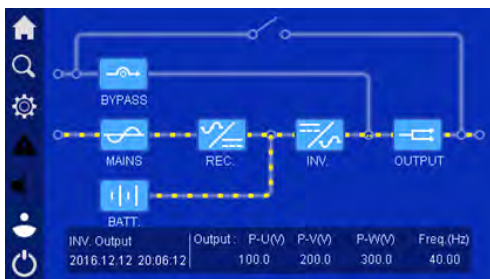 BYPASS
MAINS
REC.
INV.
OUTPUT
BATT.
INV. Output
Output : P-U(V) P-V(V) P-W(V) Freq.(Hz)
2016.12.12 20:06:12
100.0 200.0 300.0 40.00